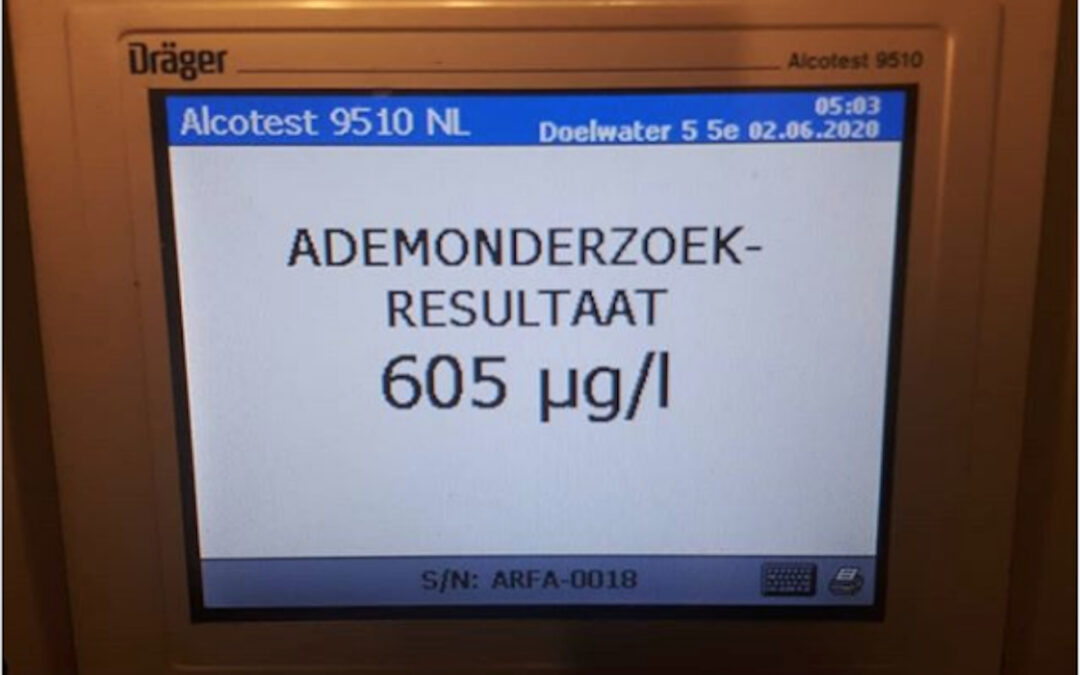 Dräger
Alcotest 9510
Alcotest 9510 NL
05:03
Doelwater 5 5e 02.06.2020
ADEMONDERZOEK-
RESULTAAT
605 µg/l
S/N: ARFA-0018